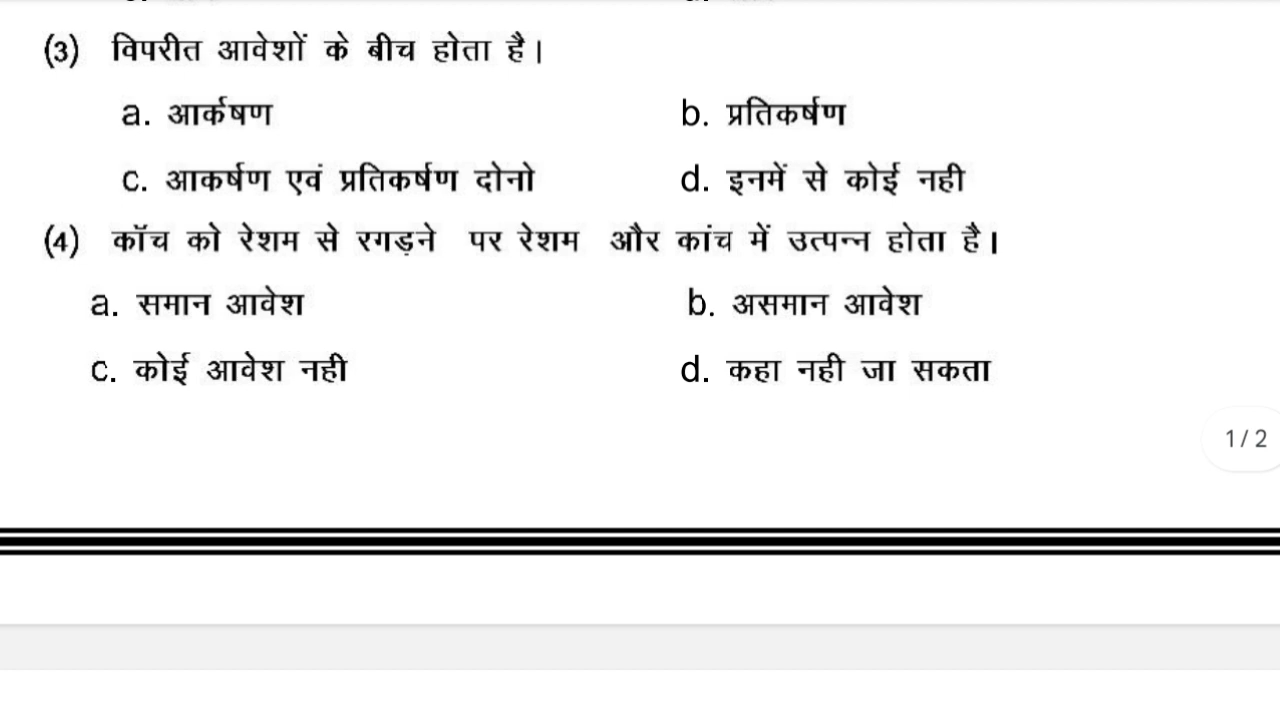 (3) विपरीत आवेशों के बीच होता है।
a. आर्कषण b. प्रतिकर्षण
c. आकर्षण एवं प्रतिकर्षण दोनो d. इनमें से कोई नही
(4) कॉच को रेशम से रगड़ने पर रेशम और कांच में उत्पन्न होता है।
a. समान आवेश b. असमान आवेश
c. कोई आवेश नही d. कहा नही जा सकता
1/2